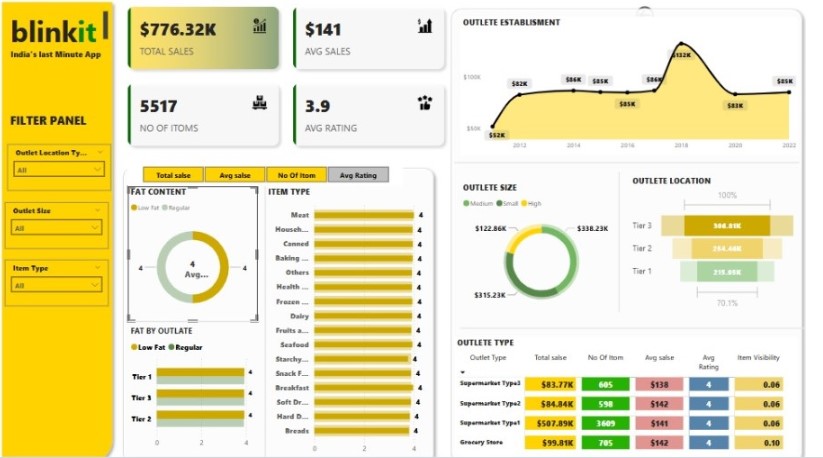 blinkit
India's last Minute App
FILTER PANEL
Outlet Location Ty...
All
Outlet Size
All
Item Type
All
$776.32K
TOTAL SALES
$141
AVG SALES
5517
NO OF ITOMS
3.9
AVG RATING
Total salse
Avg salse
No Of Itom
Avg Rating
FAT CONTENT
Low Fat Regular
4
4
Avg...
4
FAT BY OUTLATE
Low Fat Regular
Tier 1 4
Tier 3 4
Tier 2 4
0 2 4
ITEM TYPE
Meat 4
Househ... 4
Canned 4
Baking ... 4
Others 4
Health ... 4
Frozen ... 4
Dairy 4
Fruits a... 4
Seafood 4
Starchy... 4
Snack F... 4
Breakfast 4
Soft Dr... 4
Hard D... 4
Breads 4
0 2 4
OUTLETE ESTABLISMENT
$132K
$100K
$82K
$86K
$85K
$85K
$86K
$83K
$85K
$50K
$52K
2012 2014 2016 2018 2020 2022
OUTLETE SIZE
Medium Small High
$122.86K
$338.23K
$315.23K
OUTLETE LOCATION
100%
Tier 3
Tier 2
Tier 1
70.1%
OUTLETE TYPE
Outlet Type Total salse No Of Itom Avg salse Avg Rating Item Visibility
Supermarket Type3 $83.77K 605 $138 4 0.06
Supermarket Type2 $84.84K 598 $142 4 0.06
Supermarket Type1 $507.89K 3609 $141 4 0.06
Grocery Store $99.81K 705 $142 4 0.10